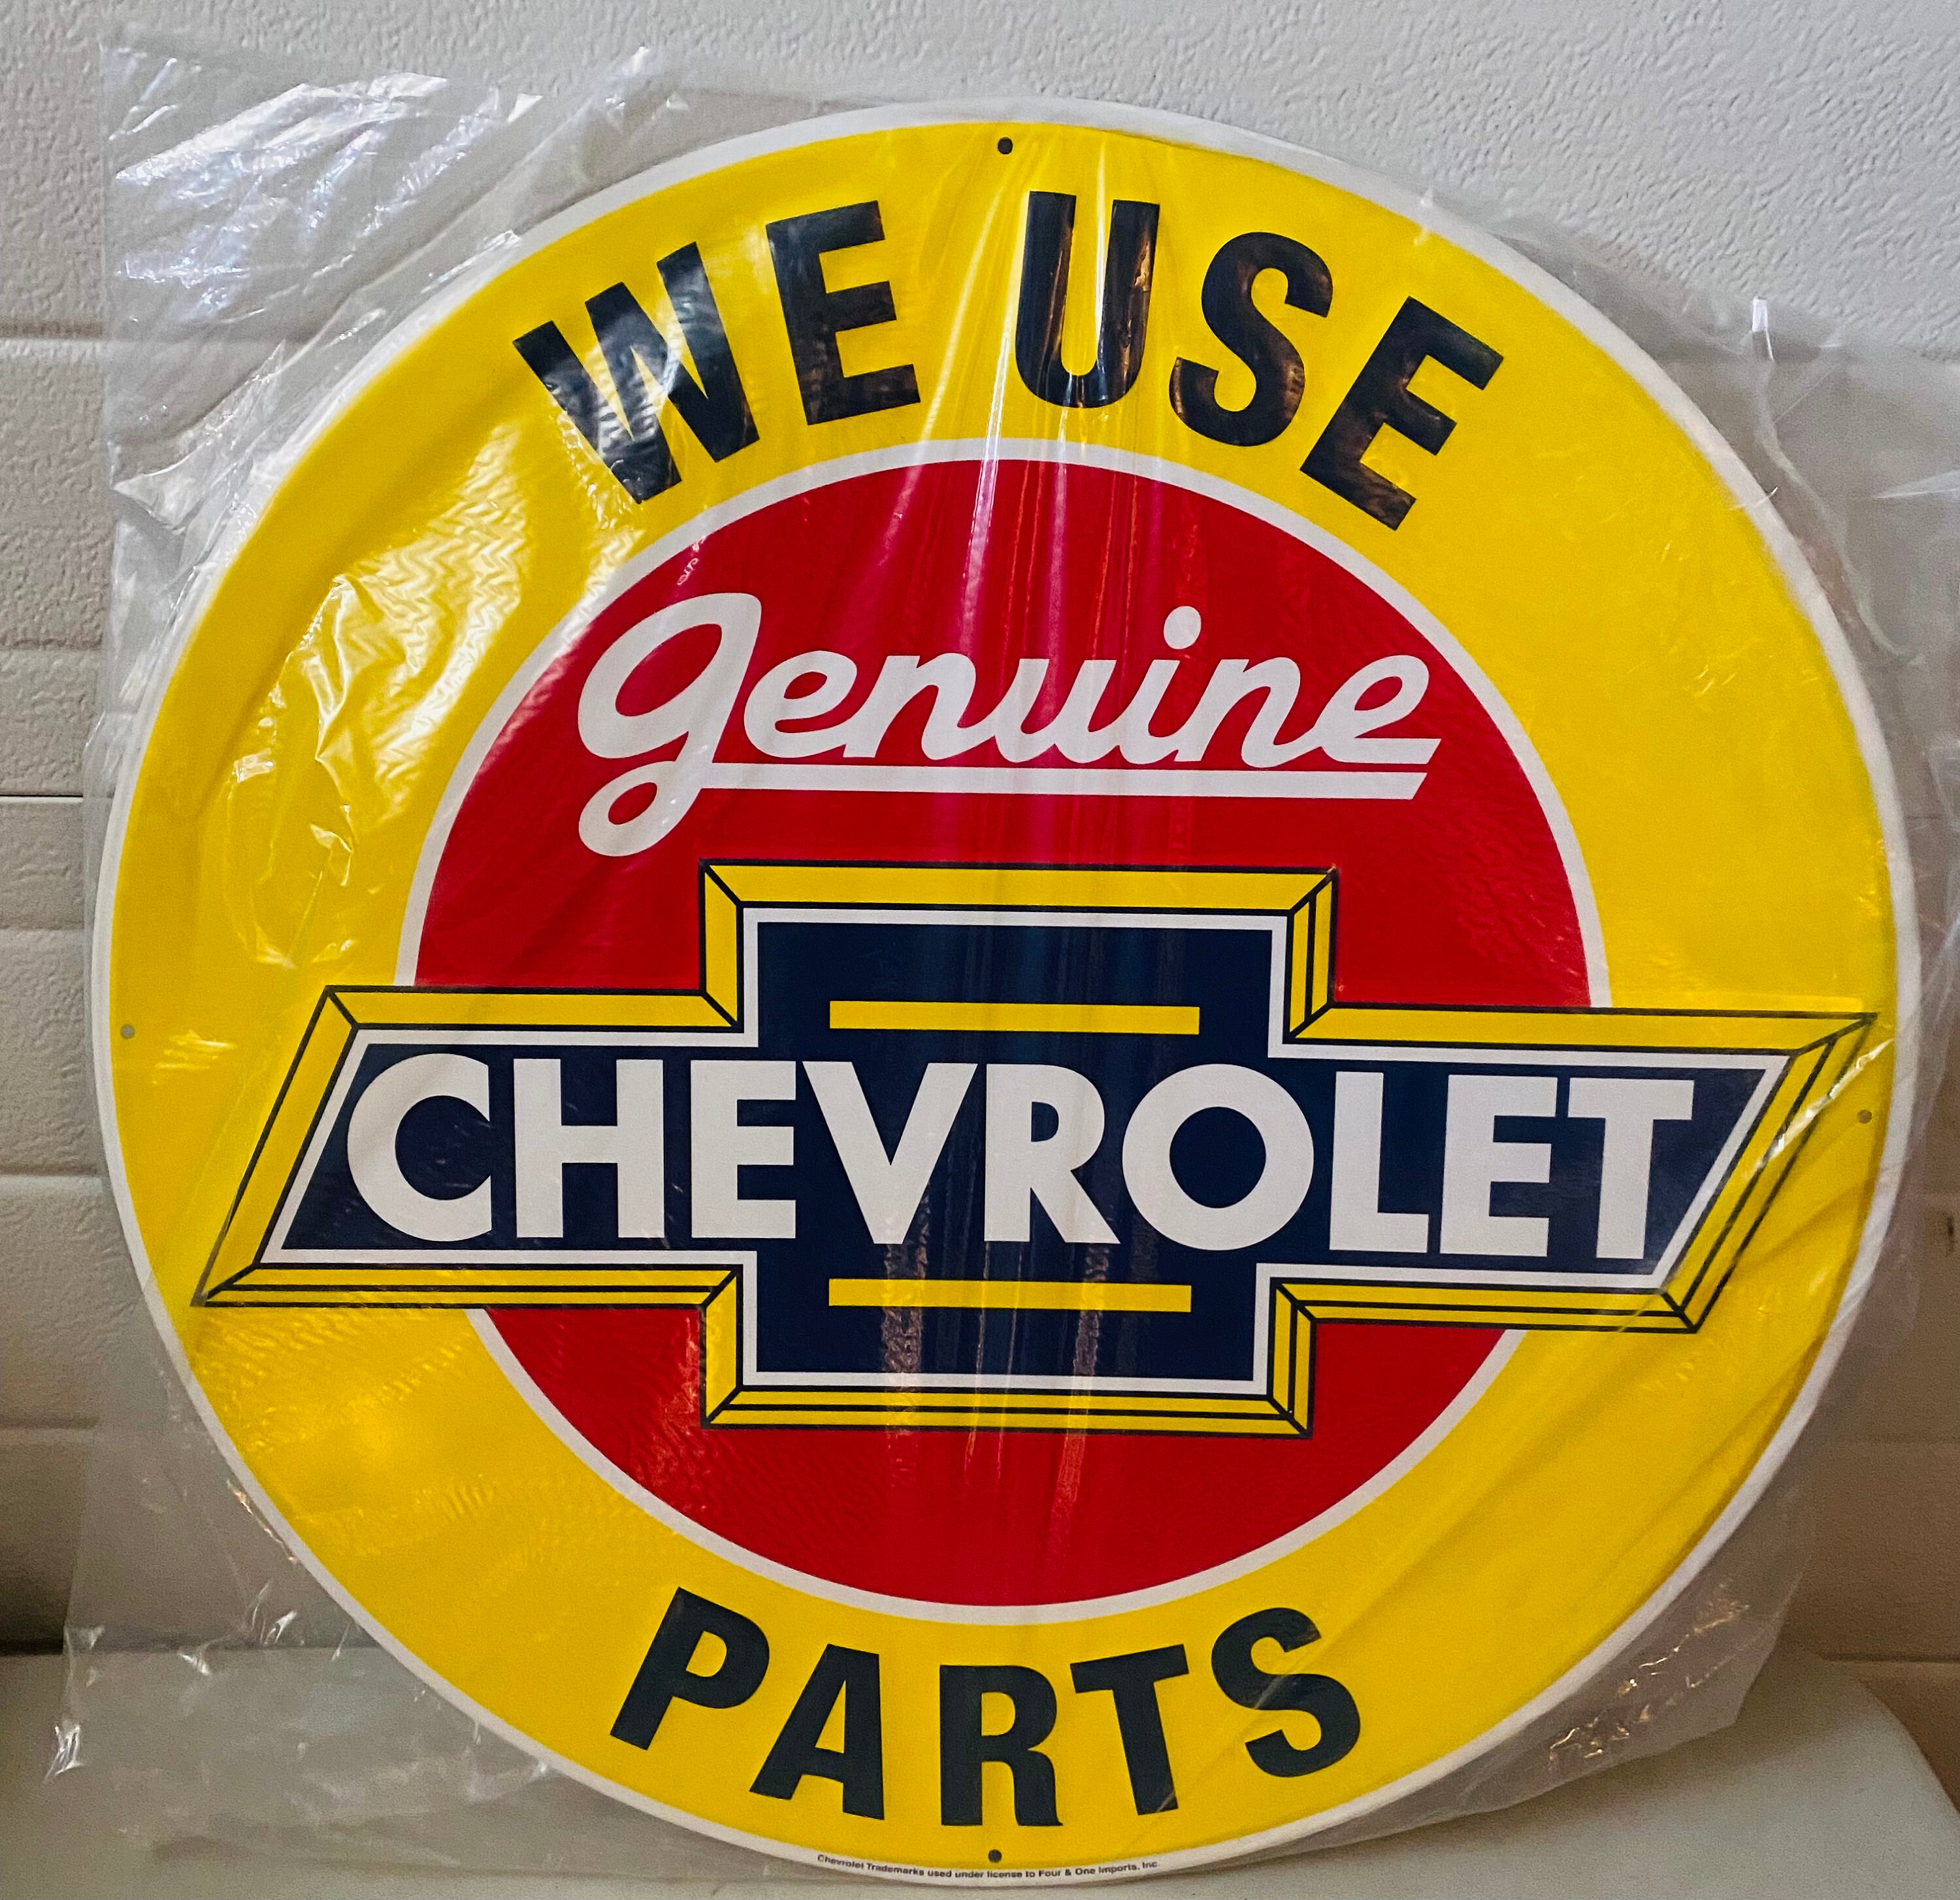 WE USE
Genuine
CHEVROLET
PARTS
Chevrolet Trademarks used under license to Four & One Imports, Inc.